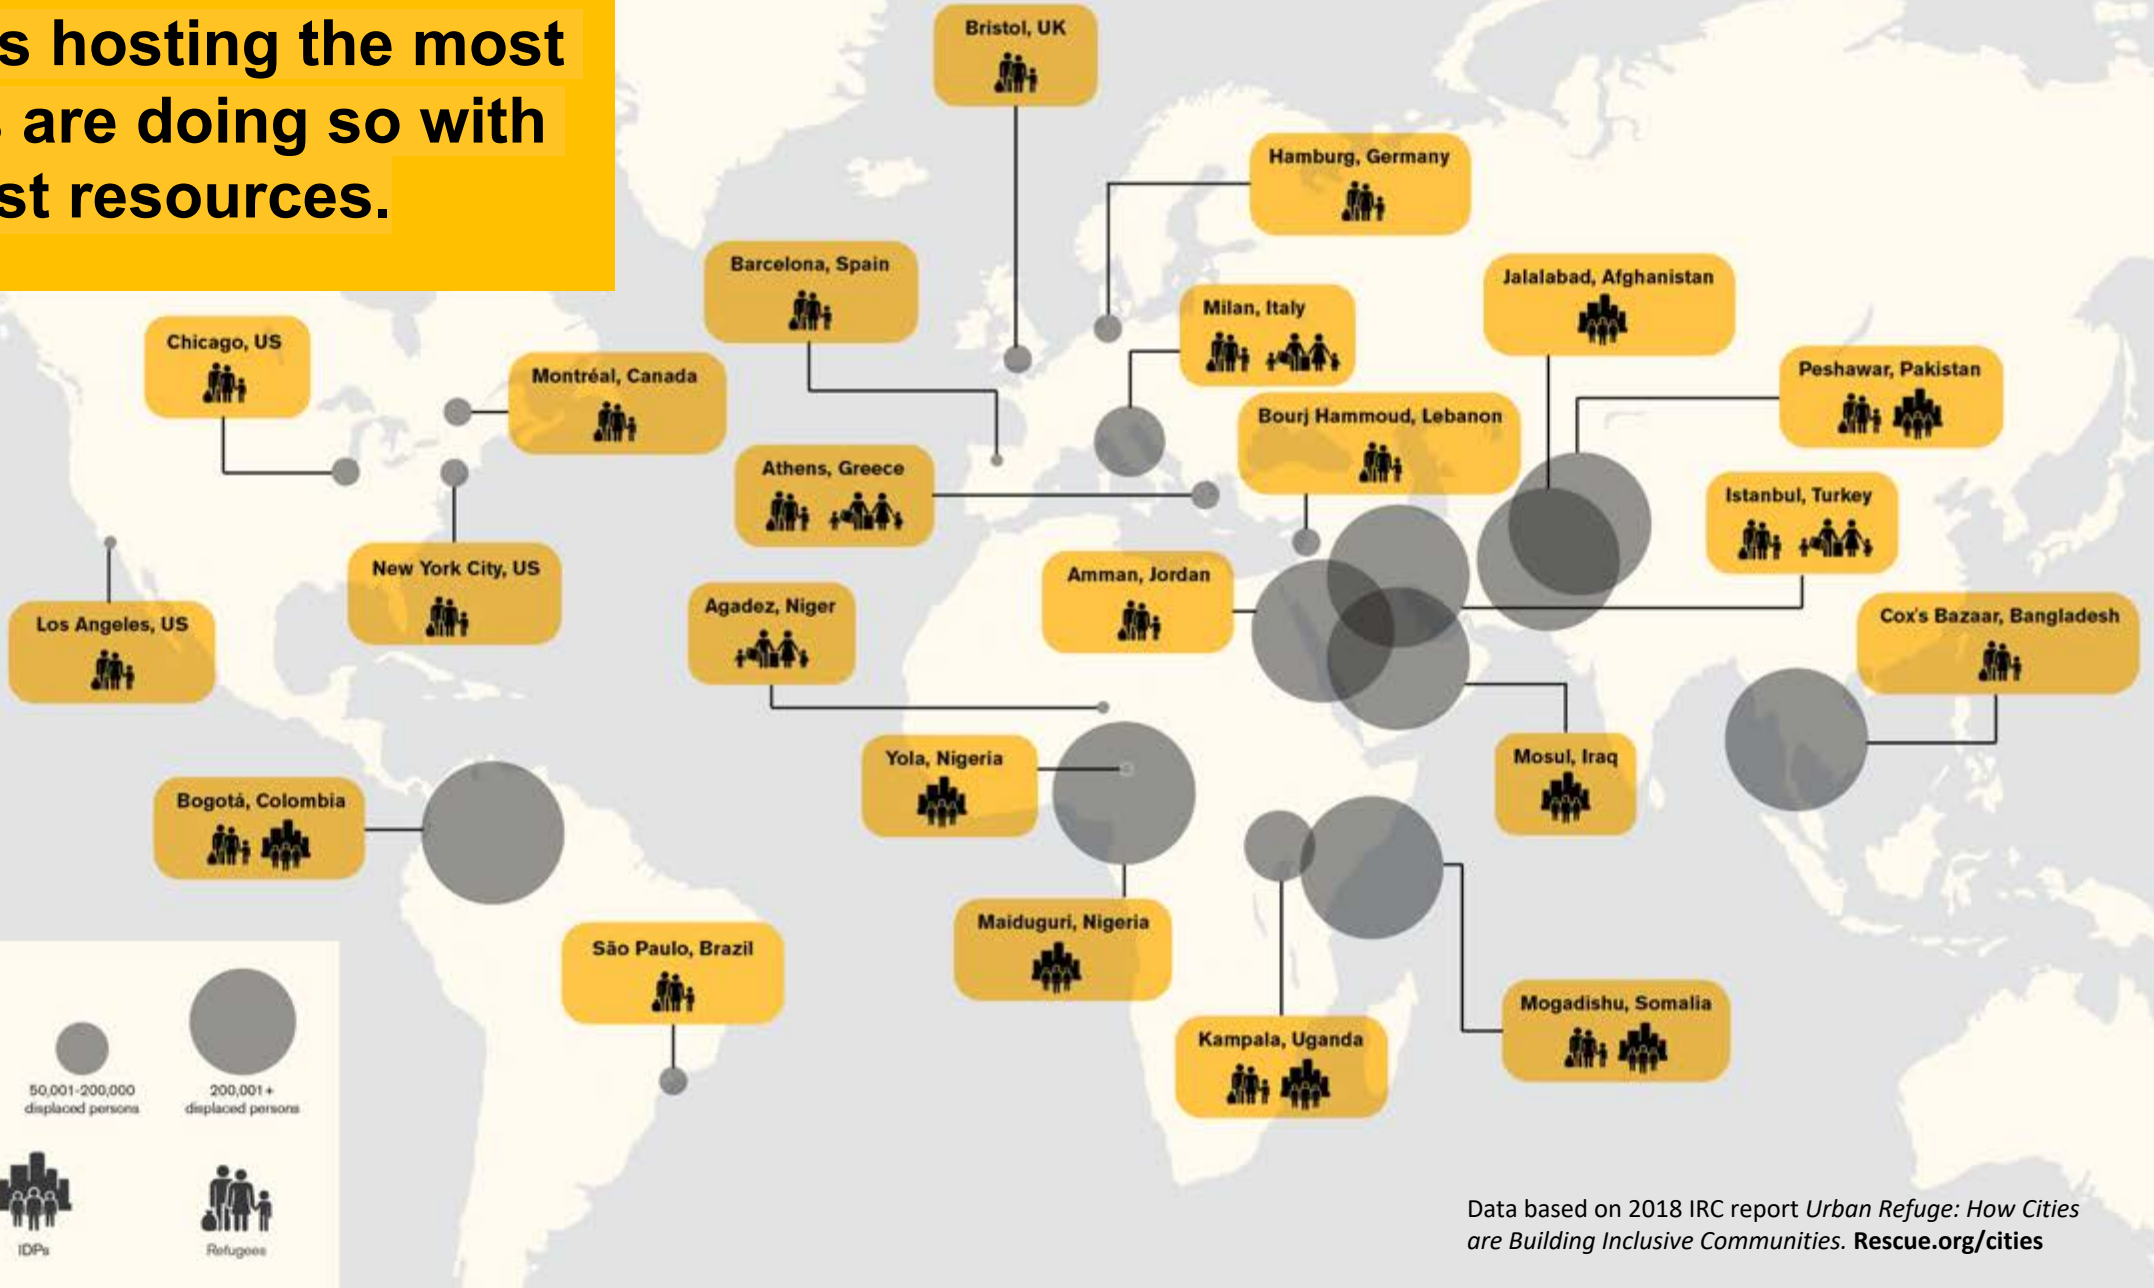 s hosting the most
are doing so with
st resources.
Bristol, UK
Hamburg, Germany
Barcelona, Spain
Jalalabad, Afghanistan
Milan, Italy
Chicago, US
Montréal, Canada
Peshawar, Pakistan
Bourj Hammoud, Lebanon
Athens, Greece
Istanbul, Turkey
New York City, US
Amman, Jordan
Agadez, Niger
Los Angeles, US
Cox's Bazaar, Bangladesh
Yola, Nigeria
Mosul, Iraq
Bogotá, Colombia
Maiduguri, Nigeria
São Paulo, Brazil
Mogadishu, Somalia
Kampala, Uganda
50,001-200,000
displaced persons
200,001+
displaced persons
IDPs
Refugees
Data based on 2018 IRC report Urban Refuge: How Cities
are Building Inclusive Communities. Rescue.org/cities